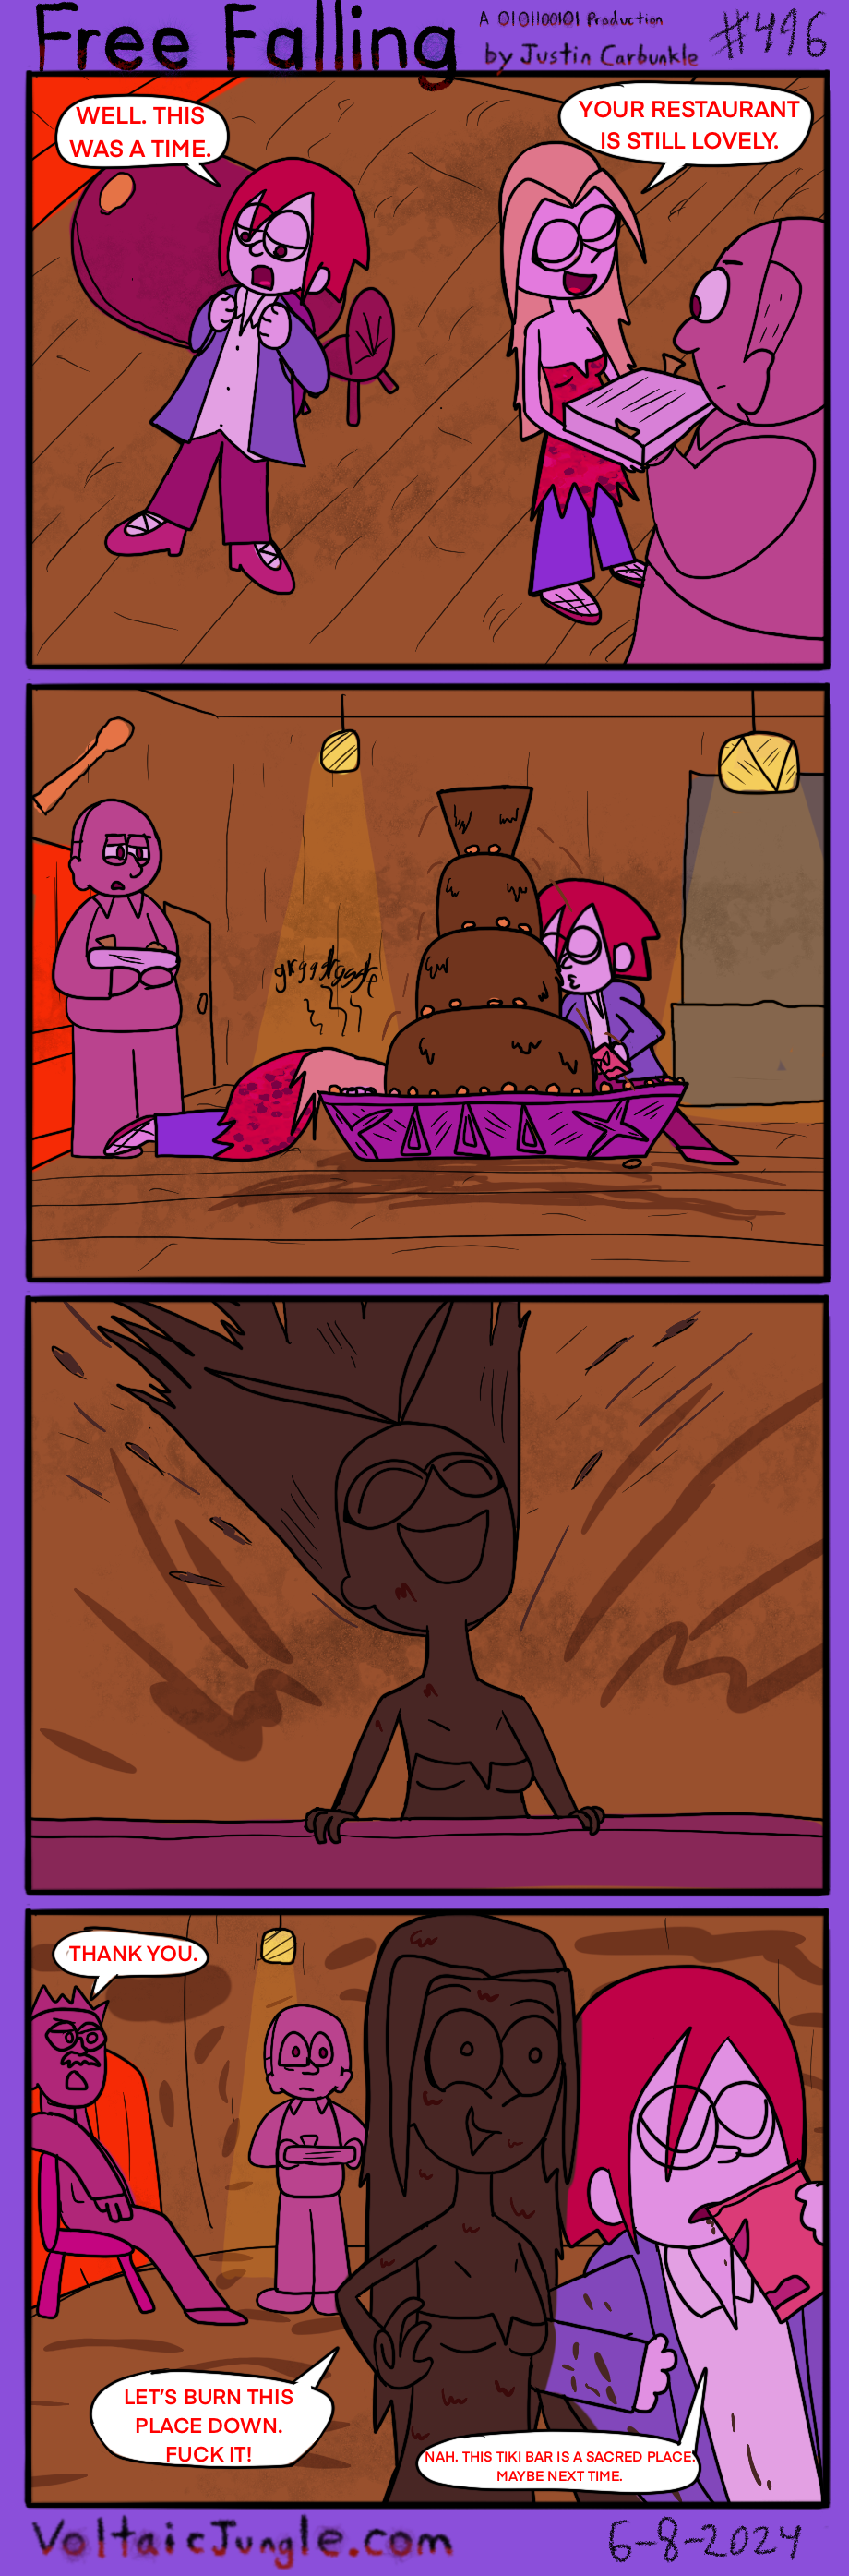 Free Falling
A 0101100101 Production
by Justin Carbunkle
#496
WELL. THIS
WAS A TIME.
YOUR RESTAURANT
IS STILL LOVELY.
THANK YOU.
LET'S BURN THIS
PLACE DOWN.
FUCK IT!
NAH. THIS TIKI BAR IS A SACRED PLACE.
MAYBE NEXT TIME.
VoltaicJungle.com
6-8-2024